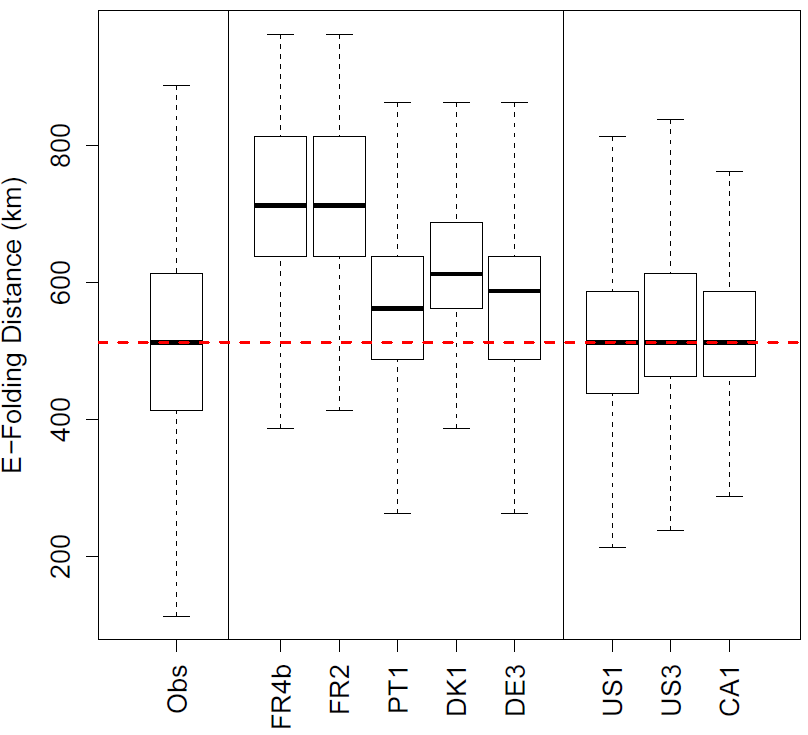 E−Folding Distance (km)
800
600
400
200
Obs
FR4b
FR2
PT1
DK1
DE3
US1
US3
CA1